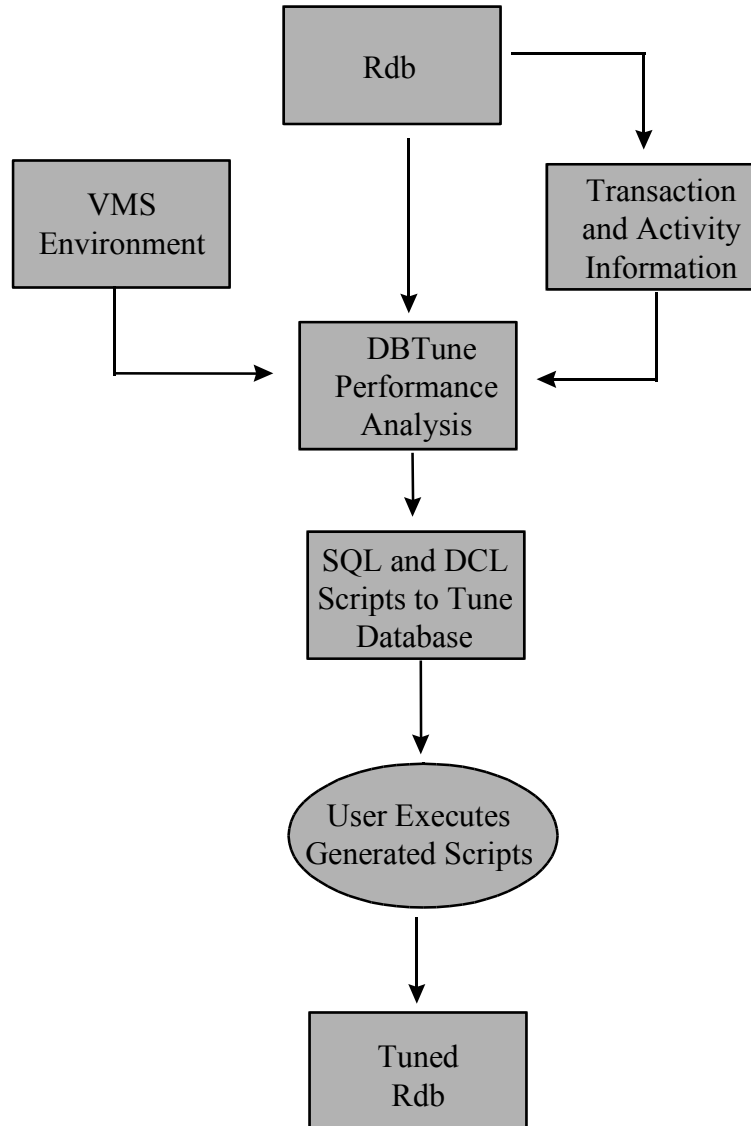 Rdb
VMS
Environment
Transaction
and Activity
Information
DBTune
Performance
Analysis
SQL and DCL
Scripts to Tune
Database
User Executes
Generated Scripts
Tuned
Rdb